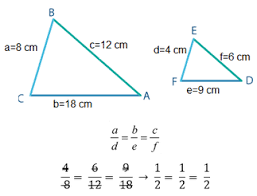 B
E
a=8 cm
c=12 cm
d=4 cm
f=6 cm
F
D
e=9 cm
C
b=18 cm
A
a/d = b/e = c/f
4/8 = 6/12 = 9/18 → 1/2 = 1/2 = 1/2